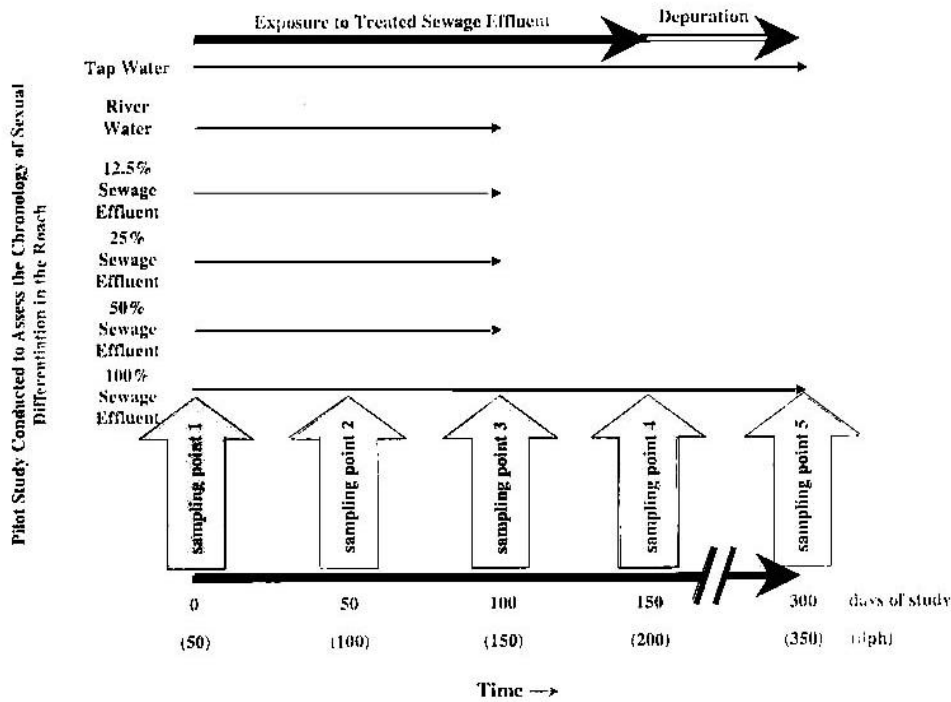 Exposure to Treated Sewage Effluent
Depuration
Tap Water
River
Water
12.5%
Sewage
Effluent
25%
Sewage
Effluent
50%
Sewage
Effluent
100%
Sewage
Effluent
Pilot Study Conducted to Assess the Chronology of Sexual
Differentiation in the Roach
sampling point 1
sampling point 2
sampling point 3
sampling point 4
sampling point 5
0 50 100 150 300 days of study
(50) (100) (150) (200) (350) (dph)
Time →